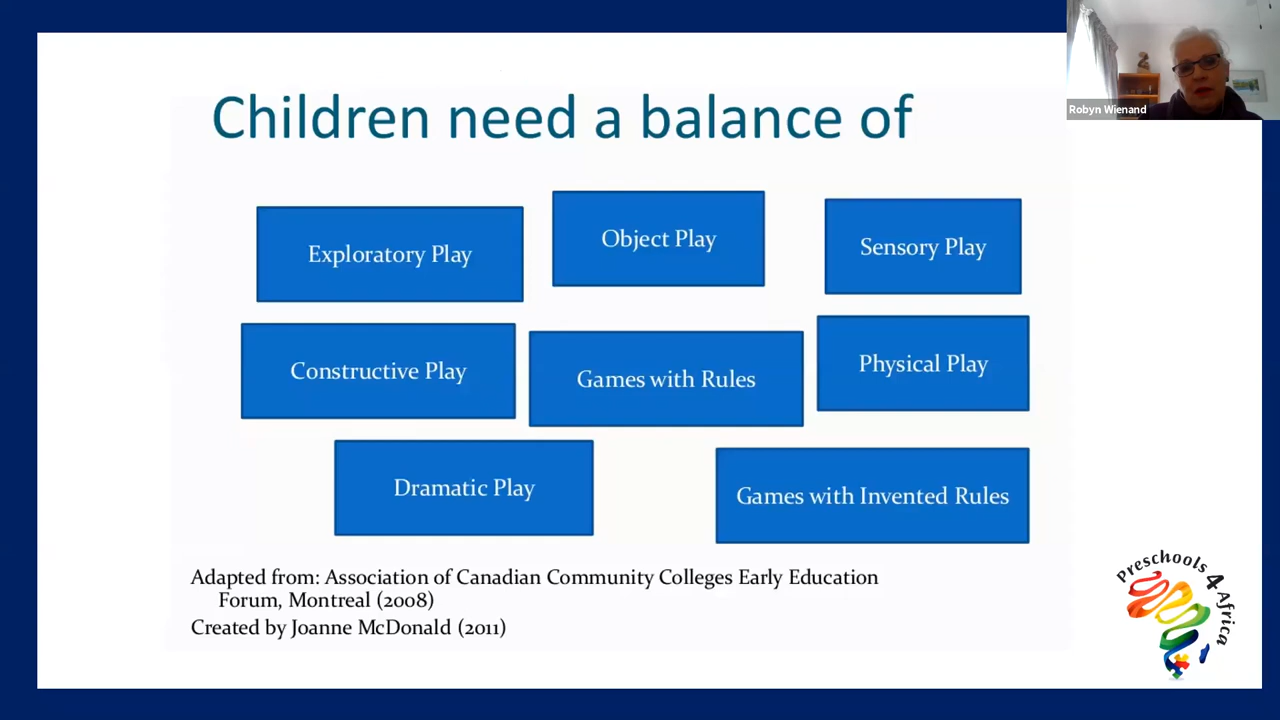 Children need a balance of
Robyn Wienand
Exploratory Play
Object Play
Sensory Play
Constructive Play
Games with Rules
Physical Play
Dramatic Play
Games with Invented Rules
Adapted from: Association of Canadian Community Colleges Early Education
Forum, Montreal (2008)
Created by Joanne McDonald (2011)
Preschools 4 Africa